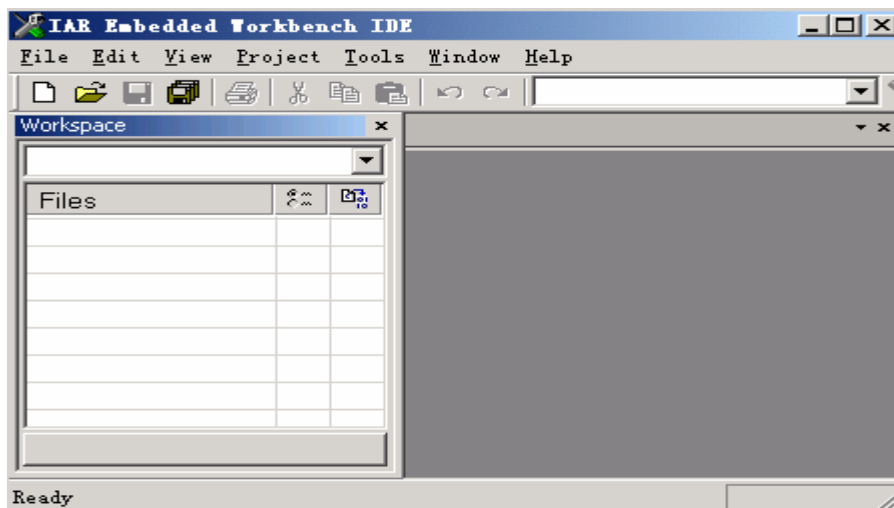 IAR Embedded Workbench IDE
File Edit View Project Tools Window Help
Workspace
Files
Ready